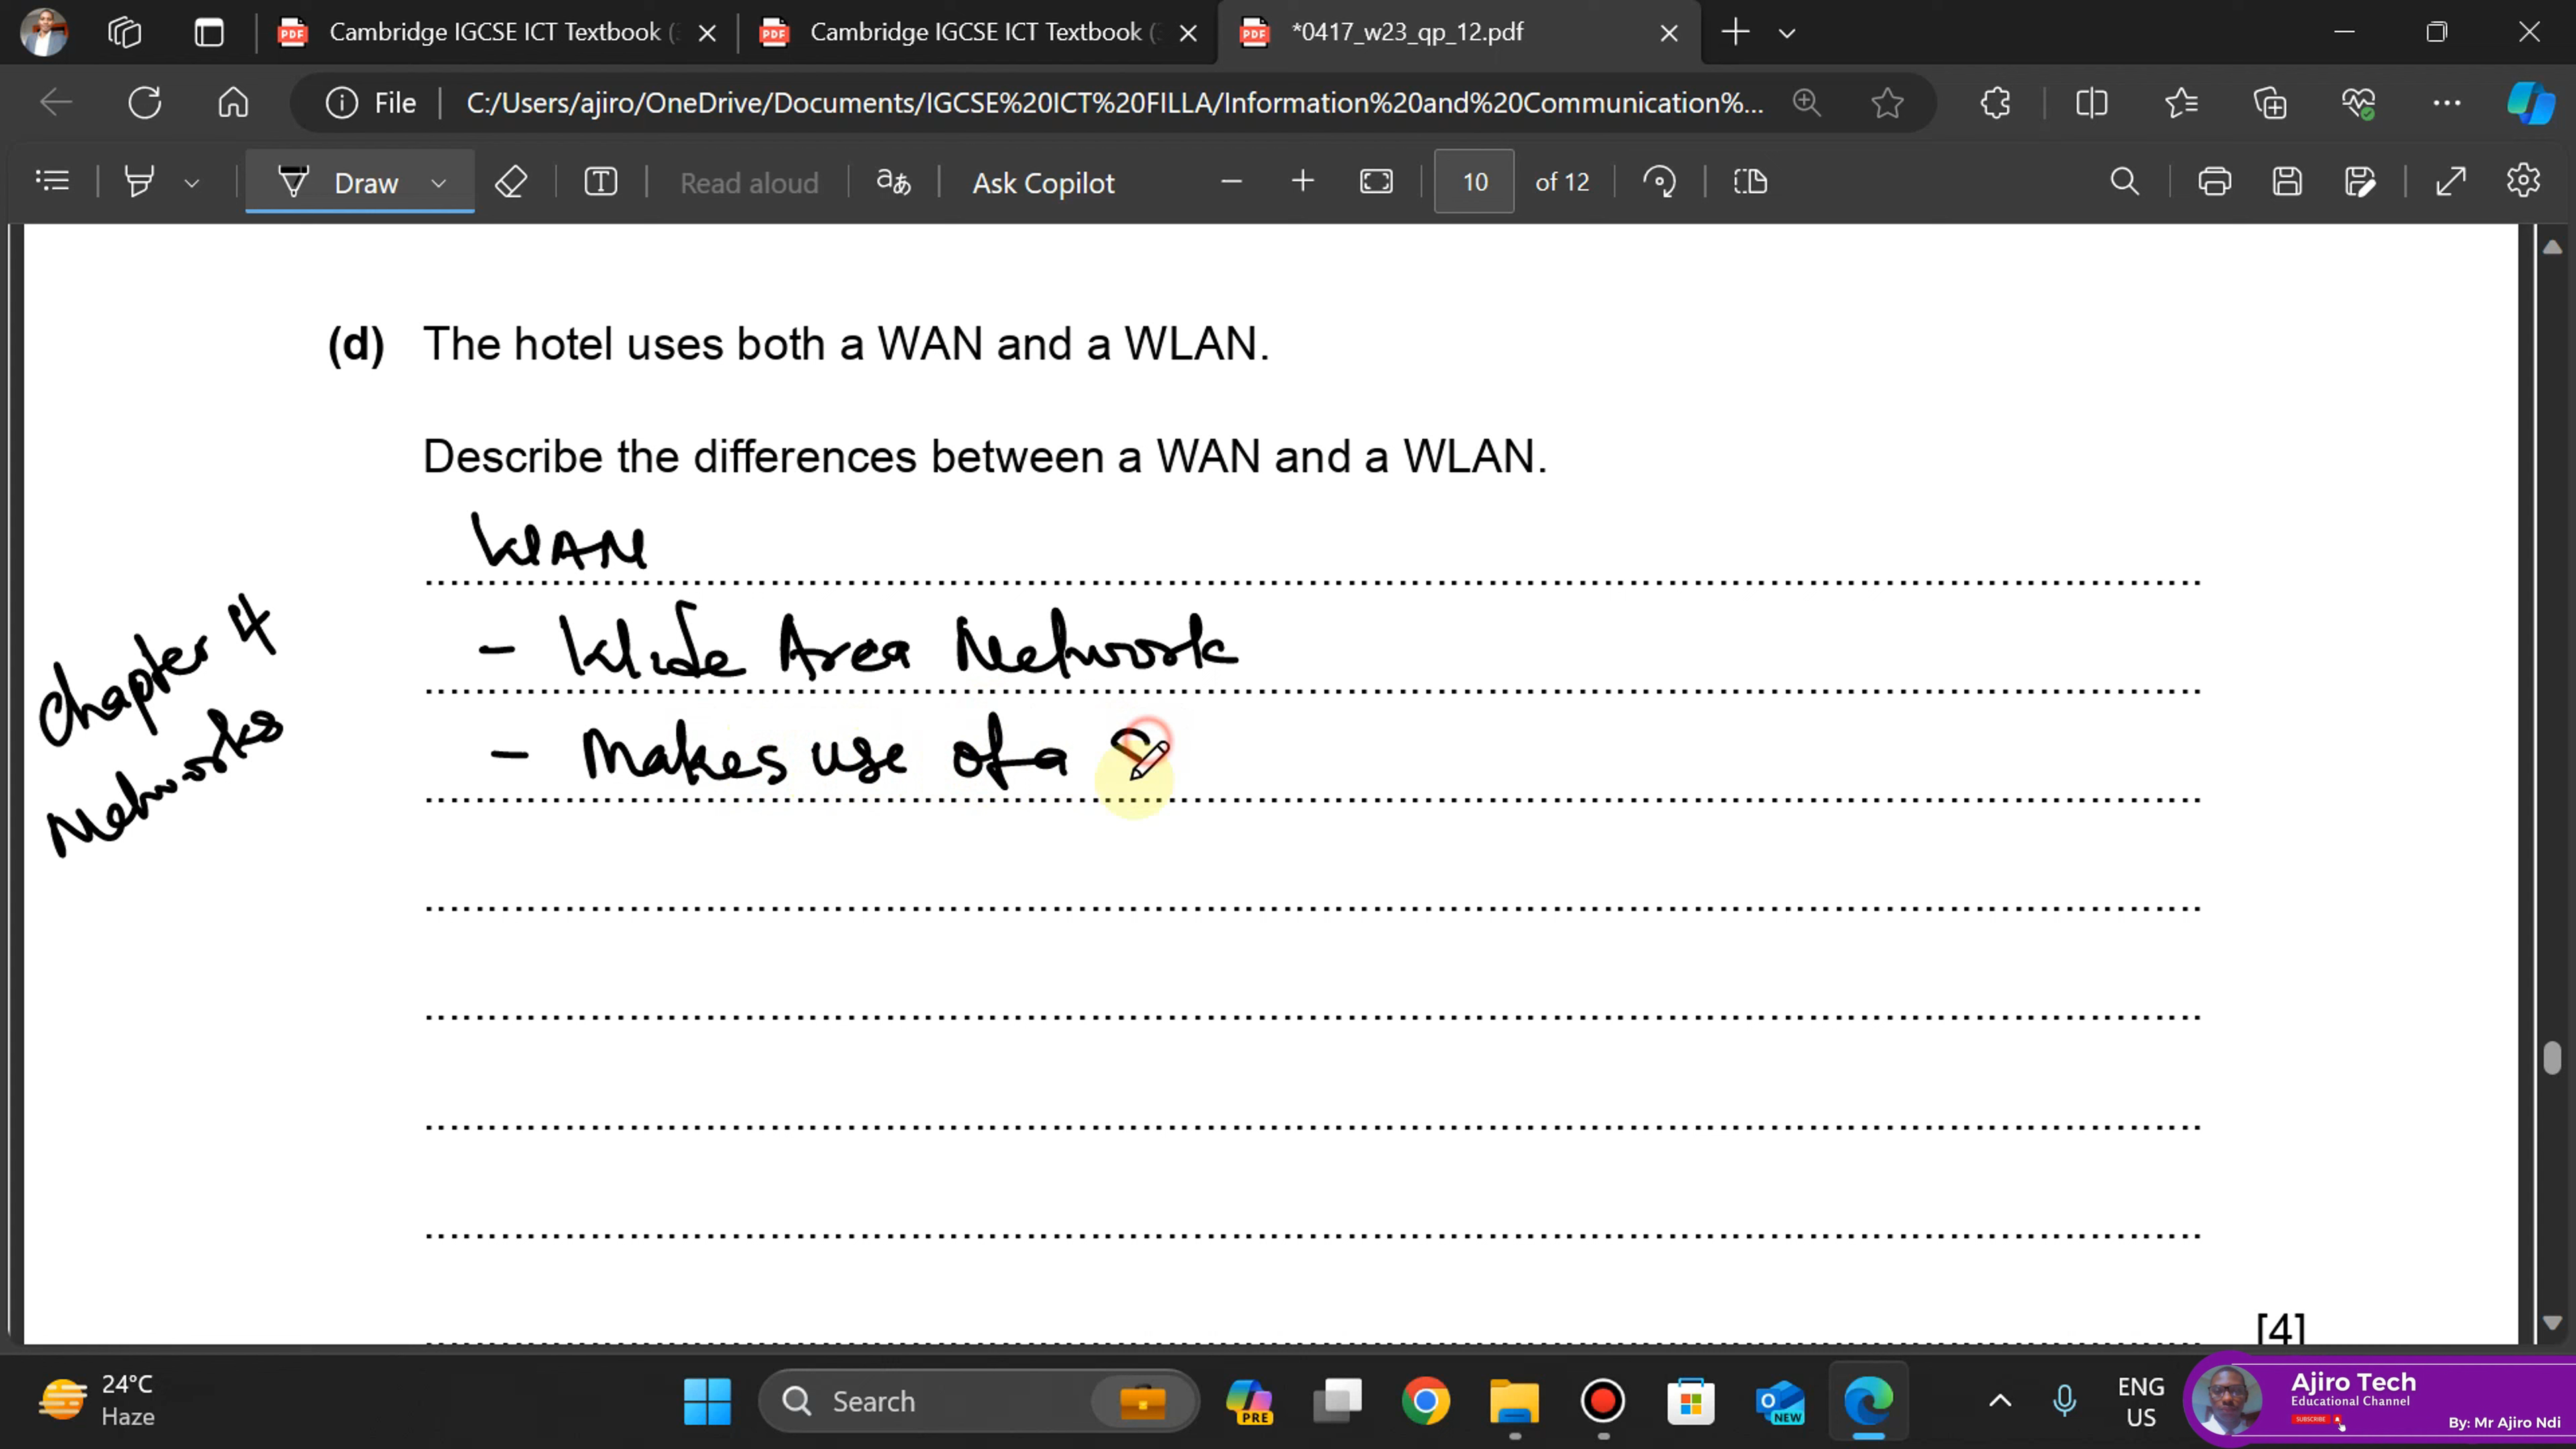 Cambridge IGCSE ICT Textbook (
Cambridge IGCSE ICT Textbook (
*0417_w23_qp_12.pdf
File
C:/Users/ajiro/OneDrive/Documents/IGCSE%20ICT%20FILLA/Information%20and%20Communication%...
Draw
Read aloud
Ask Copilot
10
of 12
(d) The hotel uses both a WAN and a WLAN.
Describe the differences between a WAN and a WLAN.
WAN
- Wide Area Network
- Makes use of a
Chapter 4
Networks
[4]
24°C
Haze
Search
PRE
NEW
ENG
US
Ajiro Tech
Educational Channel
SUBSCRIBE
By: Mr Ajiro Ndi